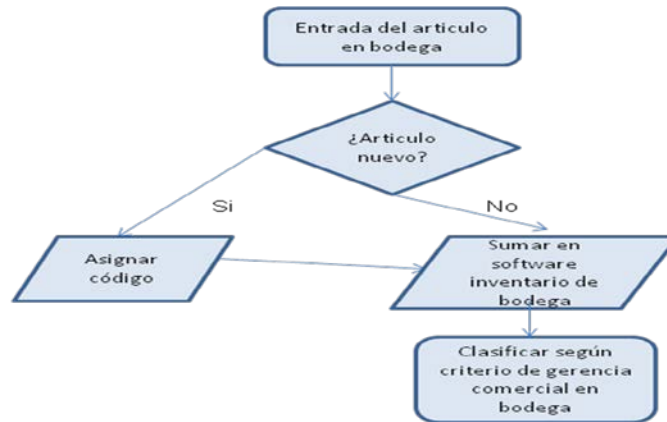 Entrada del articulo
en bodega
¿Articulo
nuevo?
Si
No
Asignar
código
Sumar en
software
inventario de
bodega
Clasificar según
criterio de gerencia
comercial en
bodega